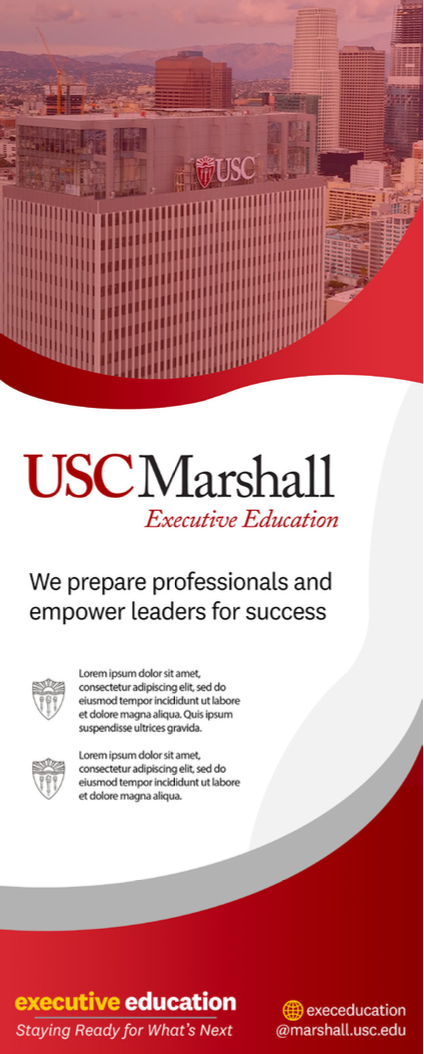 USC
USC Marshall
Executive Education
We prepare professionals and
empower leaders for success
Lorem ipsum dolor sit amet,
consectetur adipiscing elit, sed do
eiusmod tempor incididunt ut labore
et dolore magna aliqua. Quis ipsum
suspendisse ultrices gravida.
Lorem ipsum dolor sit amet,
consectetur adipiscing elit, sed do
eiusmod tempor incididunt ut labore
et dolore magna aliqua.
executive education
Staying Ready for What's Next
execeducation
@marshall.usc.edu